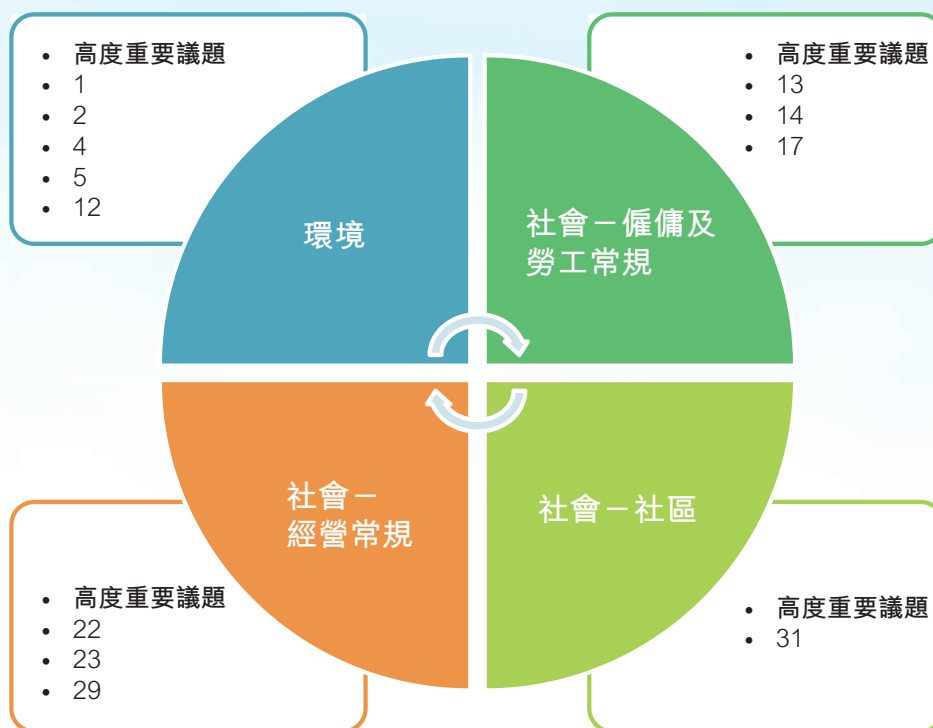 高度重要議題
1
2
4
5
12
高度重要議題
13
14
17
環境
社會－僱傭及
勞工常規
社會－
經營常規
社會－社區
高度重要議題
22
23
29
高度重要議題
31